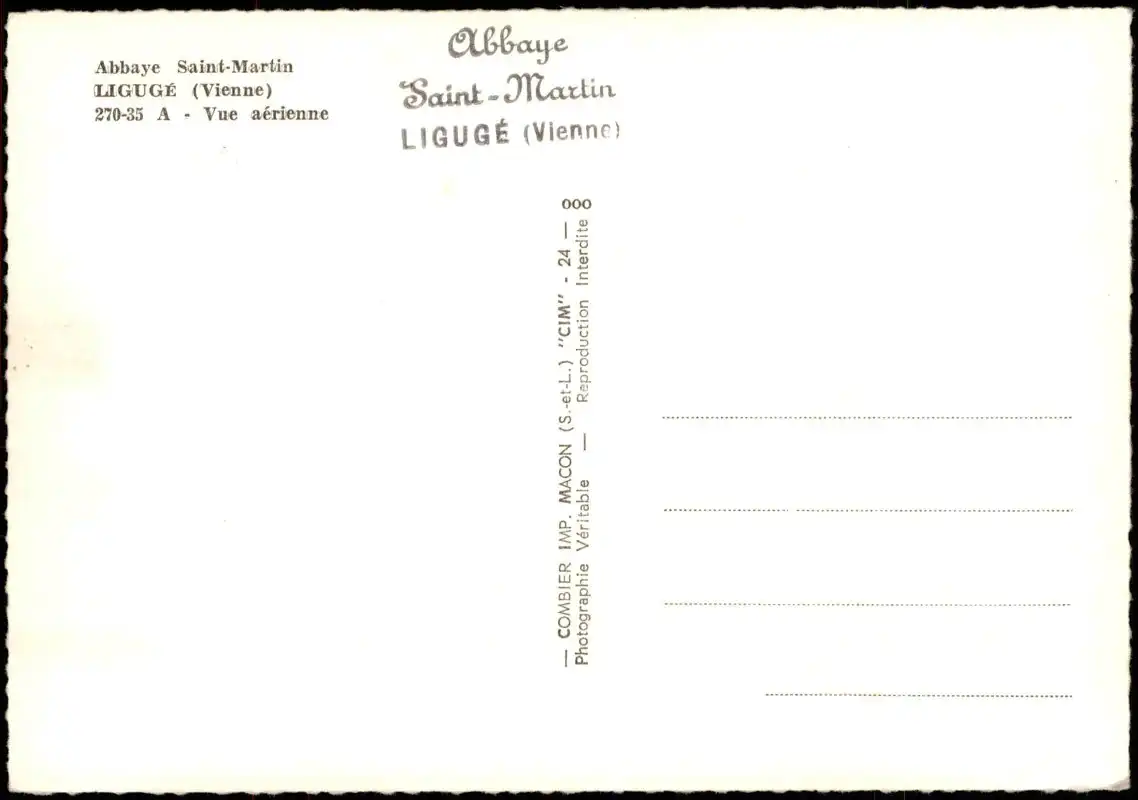 Abbaye Saint-Martin
LIGUGÉ (Vienne)
270-35 A - Vue aérienne
Abbaye
Saint-Martin
LIGUGÉ (Vienne)
— COMBIER IMP. MACON (S.-et-L.) "CIM" - 24 — 000
Photographie Véritable — Reproduction Interdite